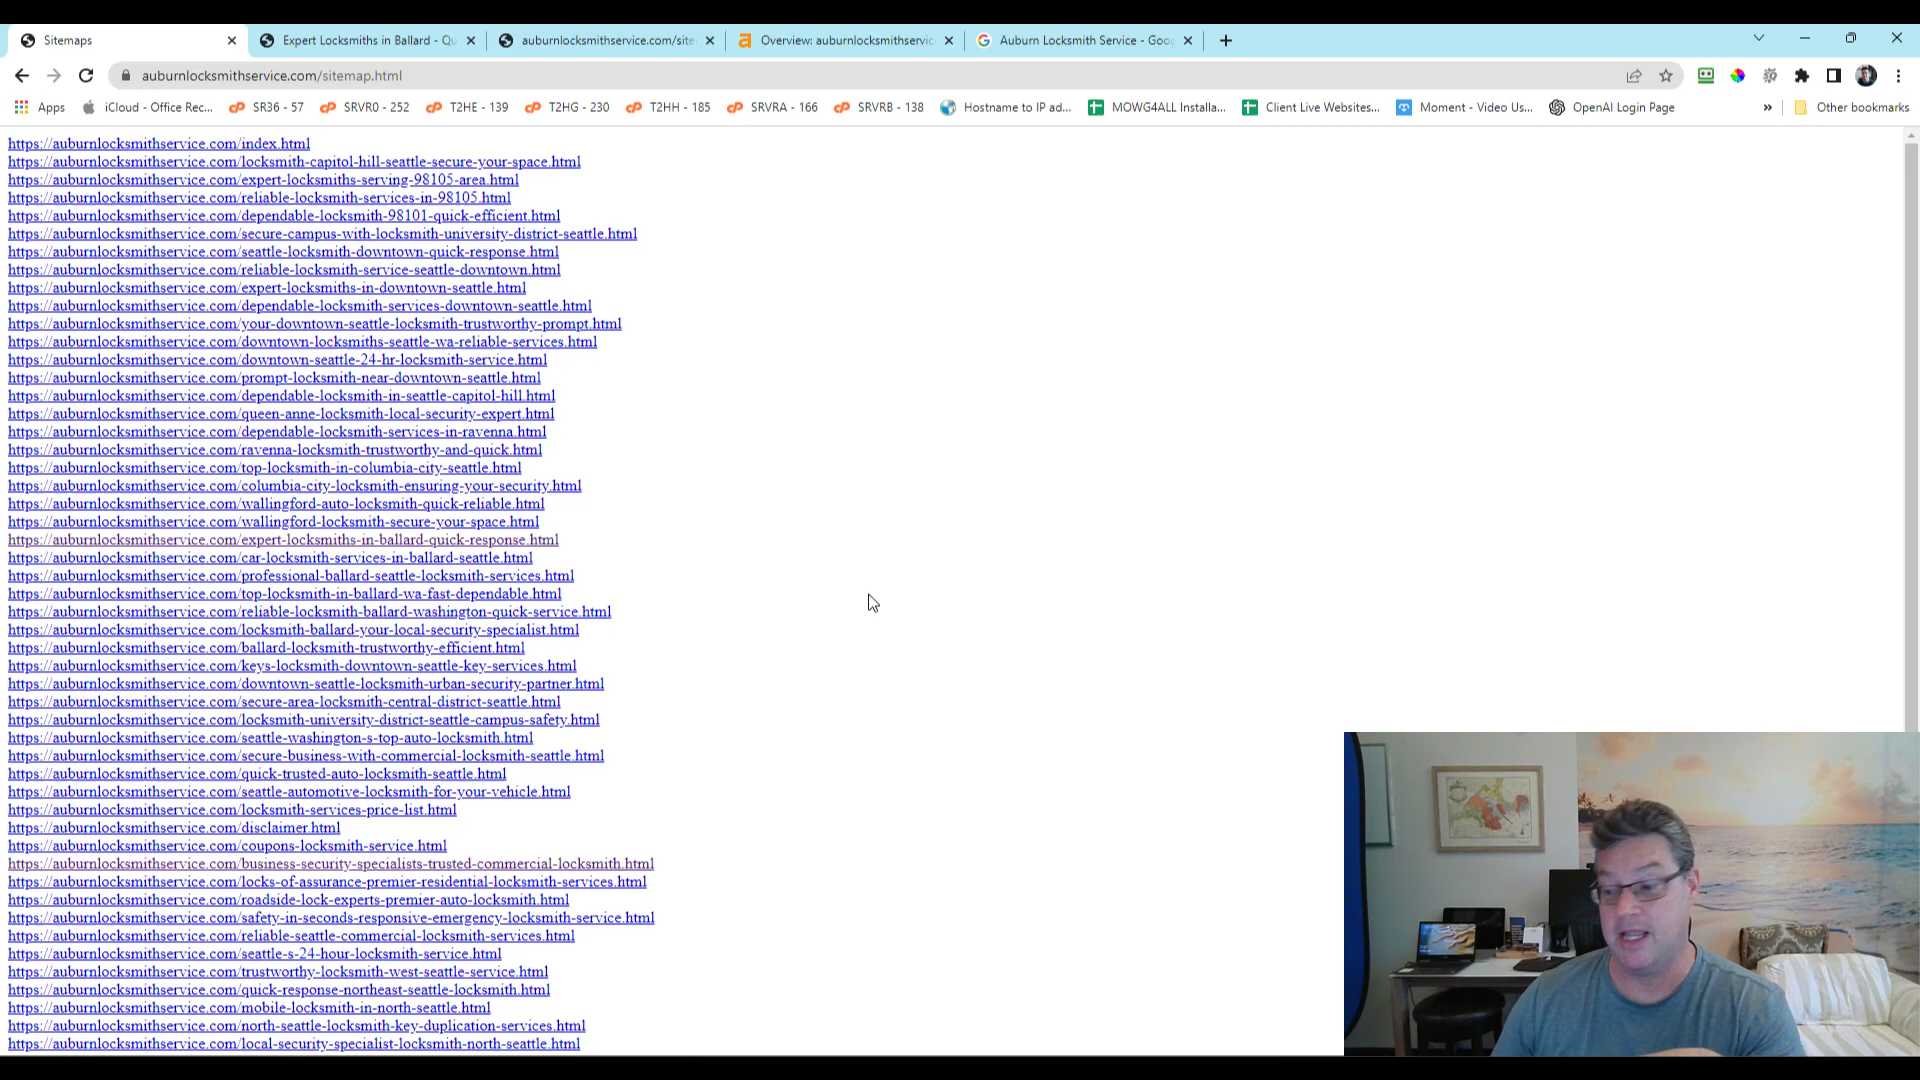 Sitemaps
Expert Locksmiths in Ballard - Qu
auburnlocksmithservice.com/site
Overview: auburnlocksmithservic
Auburn Locksmith Service - Goog
auburnlocksmithservice.com/sitemap.html
Apps
iCloud - Office Rec...
SR36 - 57
SRVR0 - 252
T2HE - 139
T2HG - 230
T2HH - 185
SRVRA - 166
SRVRB - 138
Hostname to IP ad...
MOWG4ALL Installa...
Client Live Websites...
Moment - Video Us...
OpenAI Login Page
»
Other bookmarks
https://auburnlocksmithservice.com/index.html
https://auburnlocksmithservice.com/locksmith-capitol-hill-seattle-secure-your-space.html
https://auburnlocksmithservice.com/expert-locksmiths-serving-98105-area.html
https://auburnlocksmithservice.com/reliable-locksmith-services-in-98105.html
https://auburnlocksmithservice.com/dependable-locksmith-98101-quick-efficient.html
https://auburnlocksmithservice.com/secure-campus-with-locksmith-university-district-seattle.html
https://auburnlocksmithservice.com/seattle-locksmith-downtown-quick-response.html
https://auburnlocksmithservice.com/reliable-locksmith-service-seattle-downtown.html
https://auburnlocksmithservice.com/expert-locksmiths-in-downtown-seattle.html
https://auburnlocksmithservice.com/dependable-locksmith-services-downtown-seattle.html
https://auburnlocksmithservice.com/your-downtown-seattle-locksmith-trustworthy-prompt.html
https://auburnlocksmithservice.com/downtown-locksmiths-seattle-wa-reliable-services.html
https://auburnlocksmithservice.com/downtown-seattle-24-hr-locksmith-service.html
https://auburnlocksmithservice.com/prompt-locksmith-near-downtown-seattle.html
https://auburnlocksmithservice.com/dependable-locksmith-in-seattle-capitol-hill.html
https://auburnlocksmithservice.com/queen-anne-locksmith-local-security-expert.html
https://auburnlocksmithservice.com/dependable-locksmith-services-in-ravenna.html
https://auburnlocksmithservice.com/ravenna-locksmith-trustworthy-and-quick.html
https://auburnlocksmithservice.com/top-locksmith-in-columbia-city-seattle.html
https://auburnlocksmithservice.com/columbia-city-locksmith-ensuring-your-security.html
https://auburnlocksmithservice.com/wallingford-auto-locksmith-quick-reliable.html
https://auburnlocksmithservice.com/wallingford-locksmith-secure-your-space.html
https://auburnlocksmithservice.com/expert-locksmiths-in-ballard-quick-response.html
https://auburnlocksmithservice.com/car-locksmith-services-in-ballard-seattle.html
https://auburnlocksmithservice.com/professional-ballard-seattle-locksmith-services.html
https://auburnlocksmithservice.com/top-locksmith-in-ballard-wa-fast-dependable.html
https://auburnlocksmithservice.com/reliable-locksmith-ballard-washington-quick-service.html
https://auburnlocksmithservice.com/locksmith-ballard-your-local-security-specialist.html
https://auburnlocksmithservice.com/ballard-locksmith-trustworthy-efficient.html
https://auburnlocksmithservice.com/keys-locksmith-downtown-seattle-key-services.html
https://auburnlocksmithservice.com/downtown-seattle-locksmith-urban-security-partner.html
https://auburnlocksmithservice.com/secure-area-locksmith-central-district-seattle.html
https://auburnlocksmithservice.com/locksmith-university-district-seattle-campus-safety.html
https://auburnlocksmithservice.com/seattle-washington-s-top-auto-locksmith.html
https://auburnlocksmithservice.com/secure-business-with-commercial-locksmith-seattle.html
https://auburnlocksmithservice.com/quick-trusted-auto-locksmith-seattle.html
https://auburnlocksmithservice.com/seattle-automotive-locksmith-for-your-vehicle.html
https://auburnlocksmithservice.com/locksmith-services-price-list.html
https://auburnlocksmithservice.com/disclaimer.html
https://auburnlocksmithservice.com/coupons-locksmith-service.html
https://auburnlocksmithservice.com/business-security-specialists-trusted-commercial-locksmith.html
https://auburnlocksmithservice.com/locks-of-assurance-premier-residential-locksmith-services.html
https://auburnlocksmithservice.com/roadside-lock-experts-premier-auto-locksmith.html
https://auburnlocksmithservice.com/safety-in-seconds-responsive-emergency-locksmith-service.html
https://auburnlocksmithservice.com/reliable-seattle-commercial-locksmith-services.html
https://auburnlocksmithservice.com/seattle-s-24-hour-locksmith-service.html
https://auburnlocksmithservice.com/trustworthy-locksmith-west-seattle-service.html
https://auburnlocksmithservice.com/quick-response-northeast-seattle-locksmith.html
https://auburnlocksmithservice.com/mobile-locksmith-in-north-seattle.html
https://auburnlocksmithservice.com/north-seattle-locksmith-key-duplication-services.html
https://auburnlocksmithservice.com/local-security-specialist-locksmith-north-seattle.html